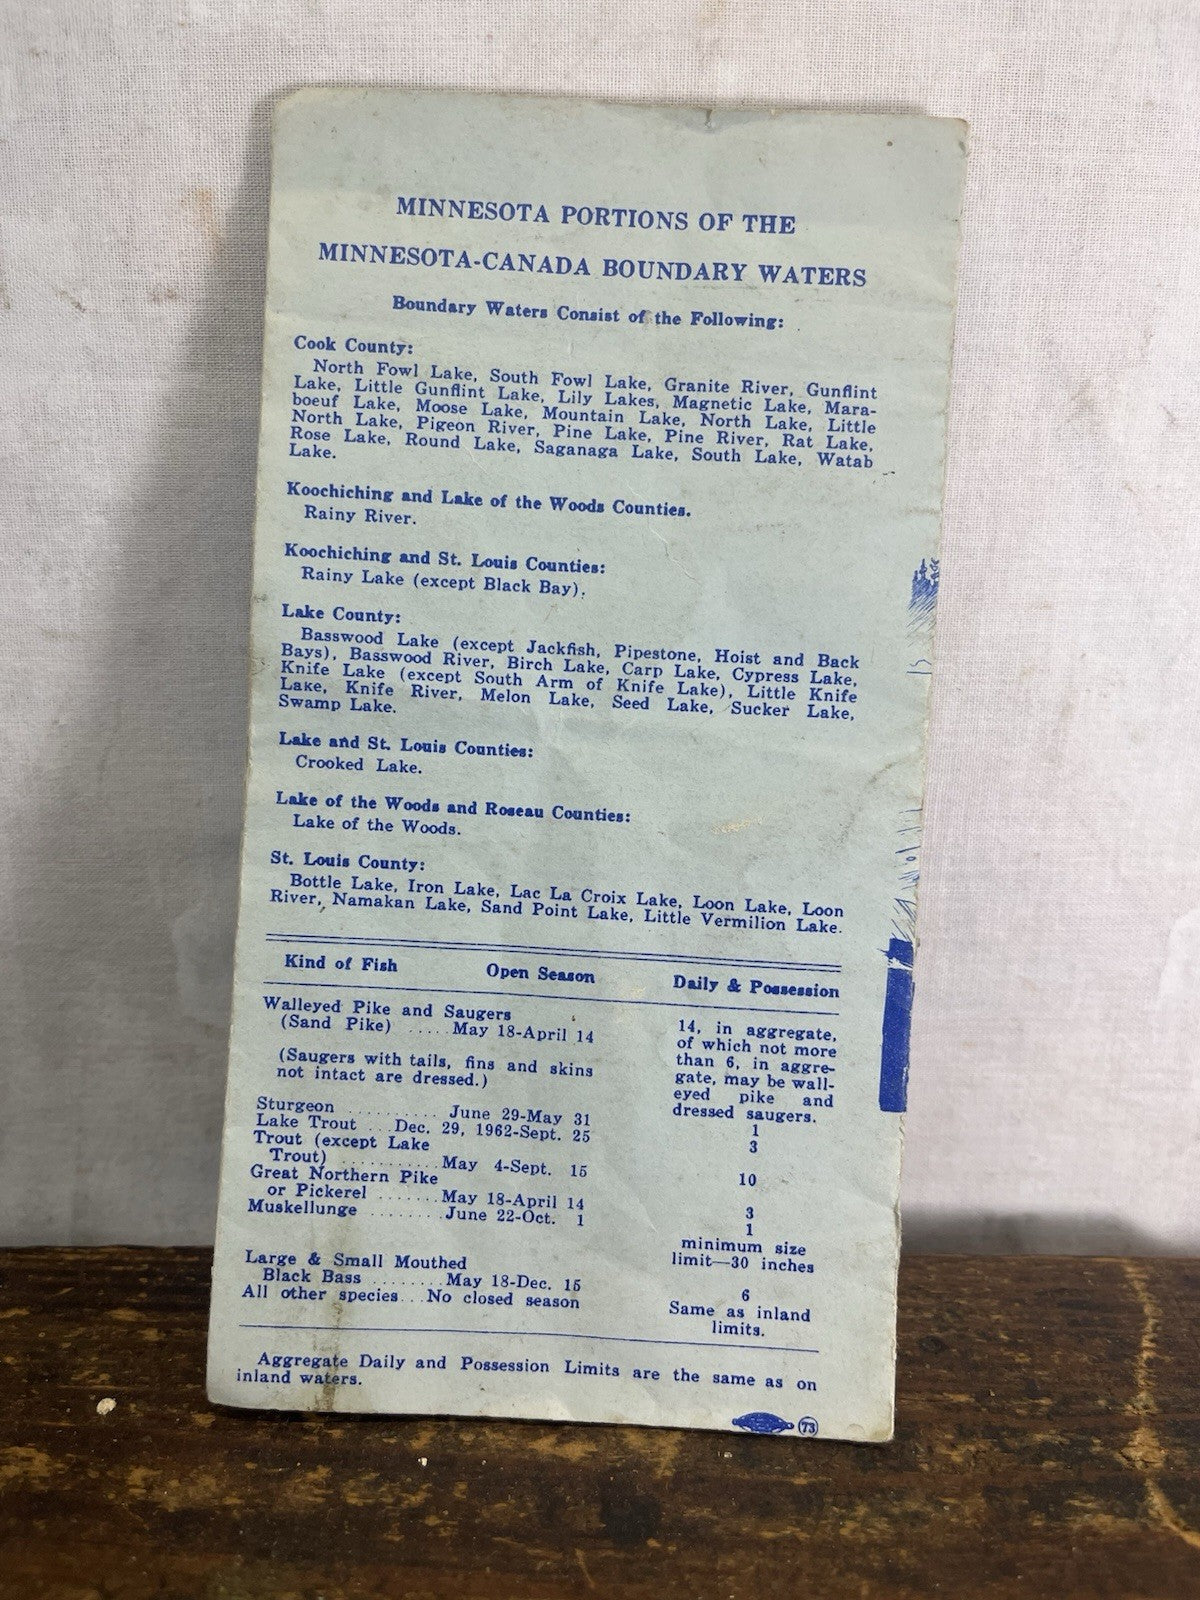 MINNESOTA PORTIONS OF THE
MINNESOTA-CANADA BOUNDARY WATERS
Boundary Waters Consist of the Following:
Cook County:
North Fowl Lake, South Fowl Lake, Granite River, Gunflint
Lake, Little Gunflint Lake, Lily Lakes, Magnetic Lake, Mara-
boeuf Lake, Moose Lake, Mountain Lake, North Lake, Little
North Lake, Pigeon River, Pine Lake, Pine River, Rat Lake,
Rose Lake, Round Lake, Saganaga Lake, South Lake, Watab
Lake.
Koochiching and Lake of the Woods Counties.
Rainy River.
Koochiching and St. Louis Counties:
Rainy Lake (except Black Bay).
Lake County:
Basswood Lake (except Jackfish, Pipestone, Hoist and Back
Bays), Basswood River, Birch Lake, Carp Lake, Cypress Lake,
Knife Lake (except South Arm of Knife Lake), Little Knife
Lake, Knife River, Melon Lake, Seed Lake, Sucker Lake,
Swamp Lake.
Lake and St. Louis Counties:
Crooked Lake.
Lake of the Woods and Roseau Counties:
Lake of the Woods.
St. Louis County:
Bottle Lake, Iron Lake, Lac La Croix Lake, Loon Lake, Loon
River, Namakan Lake, Sand Point Lake, Little Vermilion Lake.
Kind of Fish Open Season Daily & Possession
Walleyed Pike and Saugers
(Sand Pike) ..... May 18-April 14
(Saugers with tails, fins and skins
not intact are dressed.)
14, in aggregate,
of which not more
than 6, in aggre-
gate, may be wall-
eyed pike and
dressed saugers.
Sturgeon .......... June 29-May 31 1
Lake Trout ...Dec. 29, 1962-Sept. 25 3
Trout (except Lake
Trout) ..........May 4-Sept. 15 10
Great Northern Pike
or Pickerel .......May 18-April 14 3
Muskellunge ........June 22-Oct. 1 1
minimum size
limit—30 inches
Large & Small Mouthed
Black Bass ........May 18-Dec. 15 6
All other species...No closed season Same as inland
limits.
Aggregate Daily and Possession Limits are the same as on
inland waters.
73